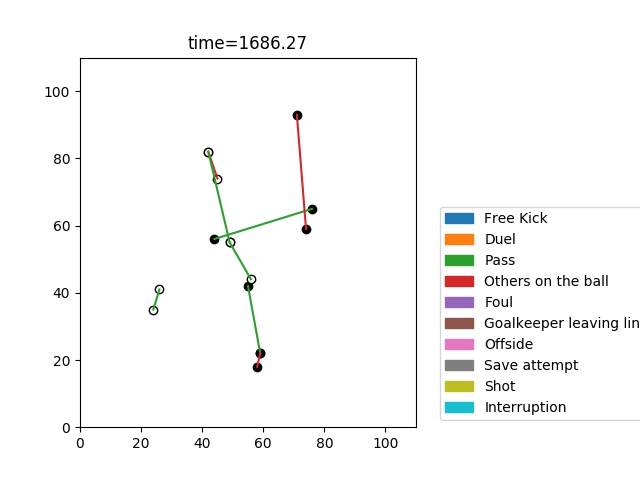 time=1686.27
100
80
60
40
20
0
0 20 40 60 80 100
Free Kick
Duel
Pass
Others on the ball
Foul
Goalkeeper leaving lin
Offside
Save attempt
Shot
Interruption